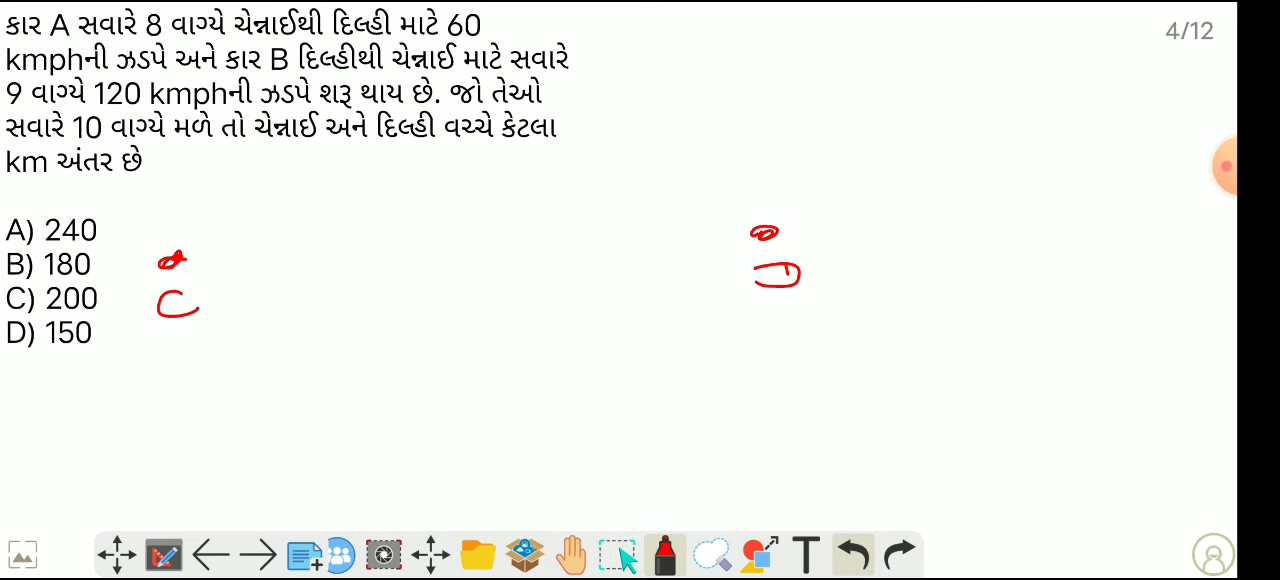 કાર A સવારે 8 વાગ્યે ચેન્નાઈથી દિલ્હી માટે 60
kmphની ઝડપે અને કાર B દિલ્હીથી ચેન્નાઈ માટે સવારે
9 વાગ્યે 120 kmphની ઝડપે શરૂ થાય છે. જો તેઓ
સવારે 10 વાગ્યે મળે તો ચેન્નાઈ અને દિલ્હી વચ્ચે કેટલા
km અંતર છે
4/12
A) 240
B) 180
C) 200
D) 150
C
D
T